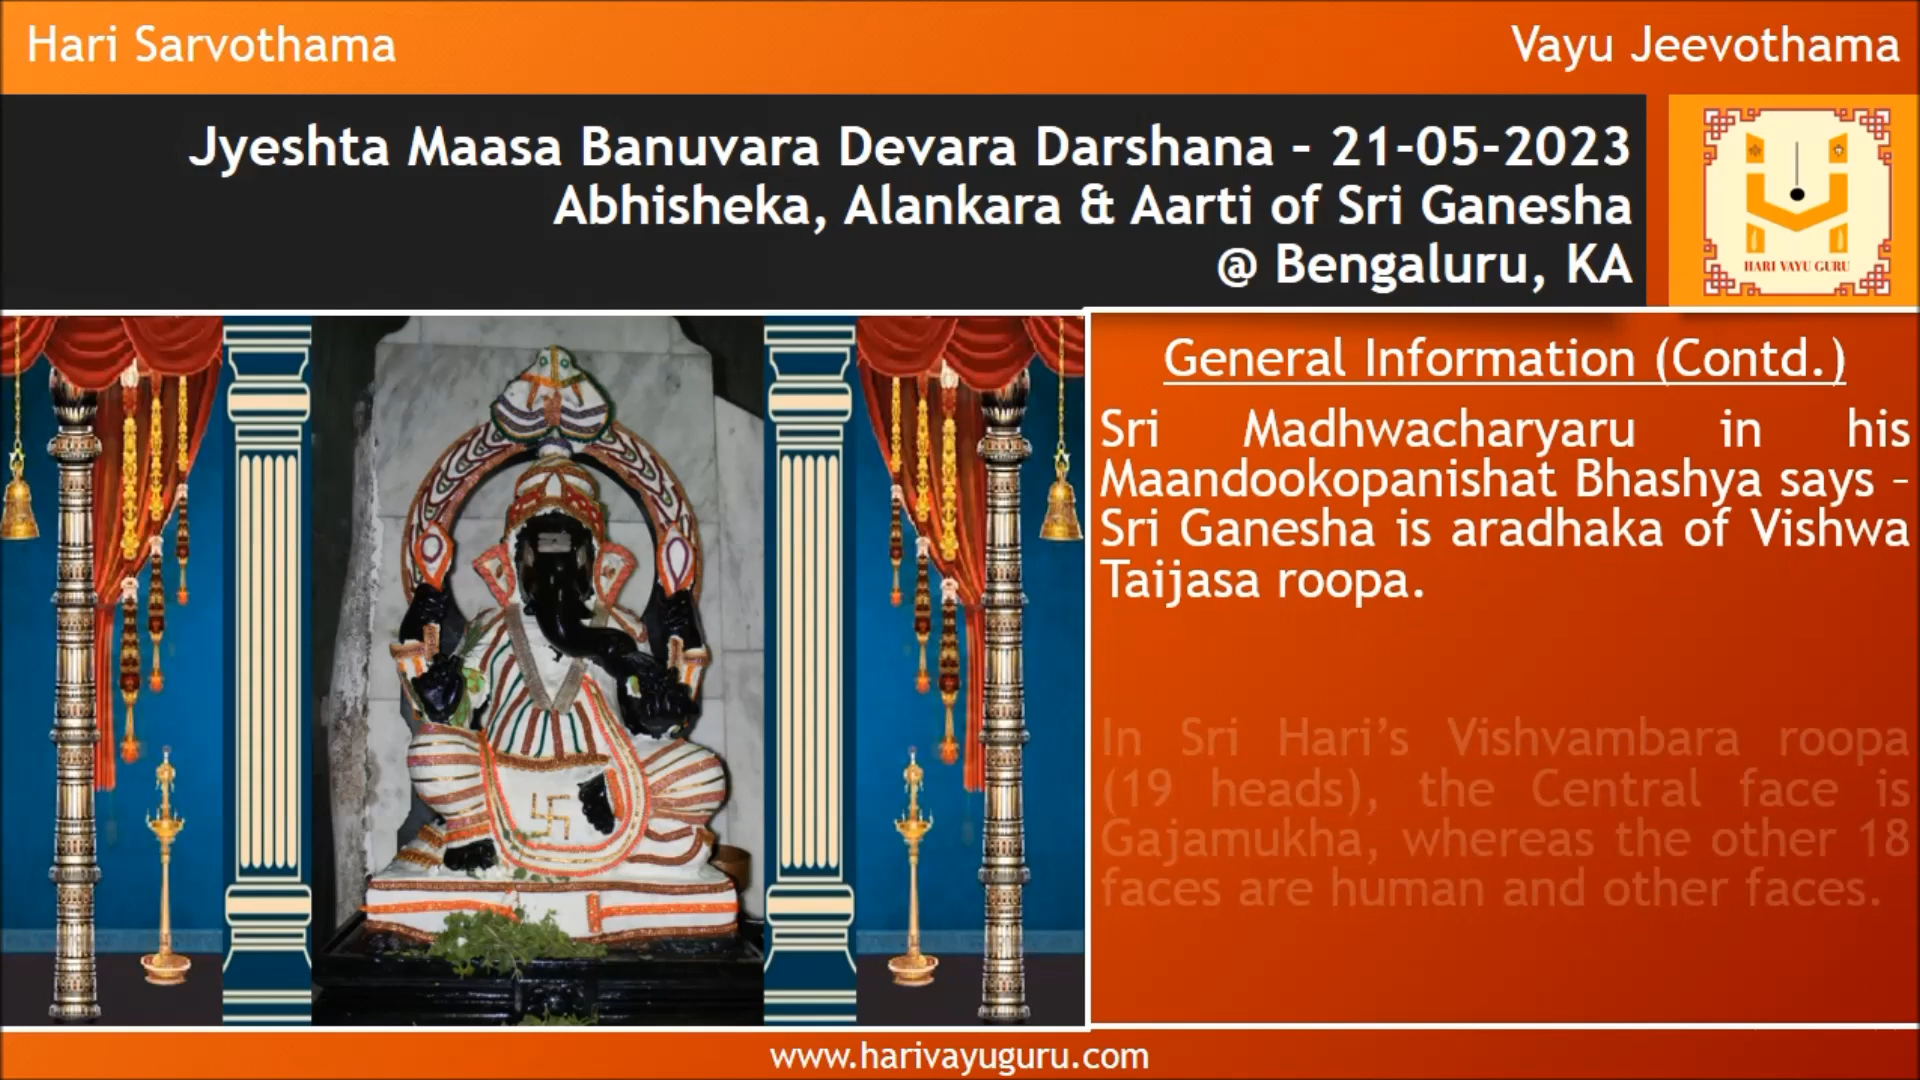 Hari Sarvothama
Vayu Jeevothama
Jyeshta Maasa Banuvara Devara Darshana – 21-05-2023
Abhisheka, Alankara & Aarti of Sri Ganesha
@ Bengaluru, KA
HARI VAYU GURU
General Information (Contd.)
Sri Madhwacharyaru in his
Maandookopanishat Bhashya says –
Sri Ganesha is aradhaka of Vishwa
Taijasa roopa.
In Sri Hari’s Vishvambara roopa
(19 heads), the Central face is
Gajamukha, whereas the other 18
faces are human and other faces.
www.harivayuguru.com